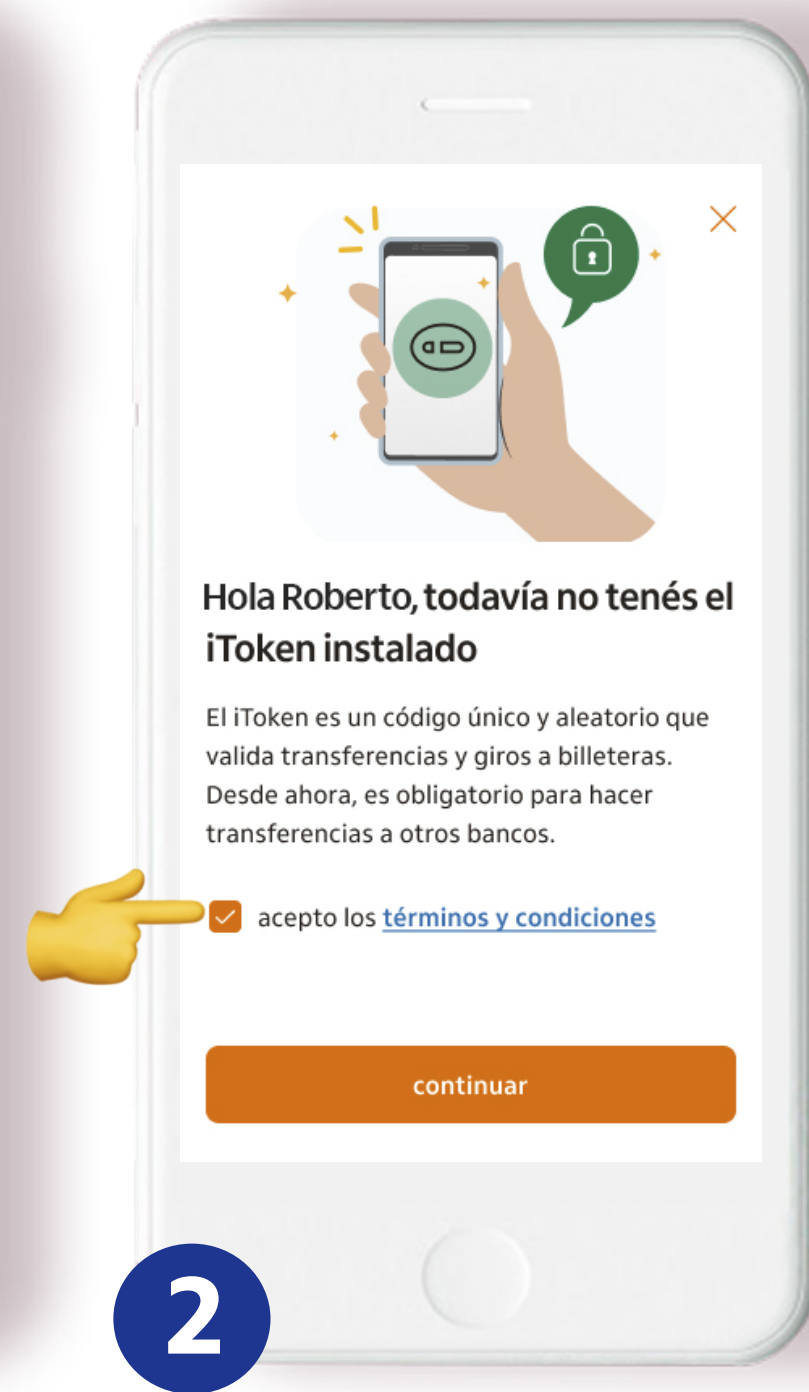 Hola Roberto, todavía no tenés el
iToken instalado
El iToken es un código único y aleatorio que
valida transferencias y giros a billeteras.
Desde ahora, es obligatorio para hacer
transferencias a otros bancos.
acepto los términos y condiciones
continuar
2